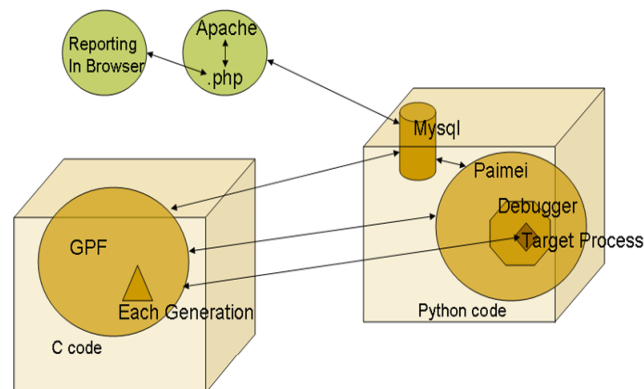 Reporting
In Browser
Apache
.php
Mysql
Paimei
Debugger
Target Process
Python code
GPF
Each Generation
C code